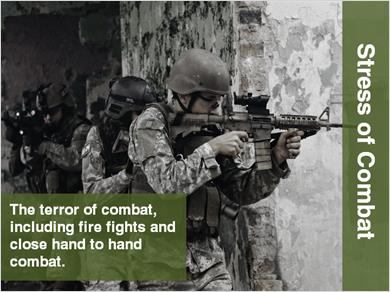 Stress of Combat
The terror of combat,
including fire fights and
close hand to hand
combat.